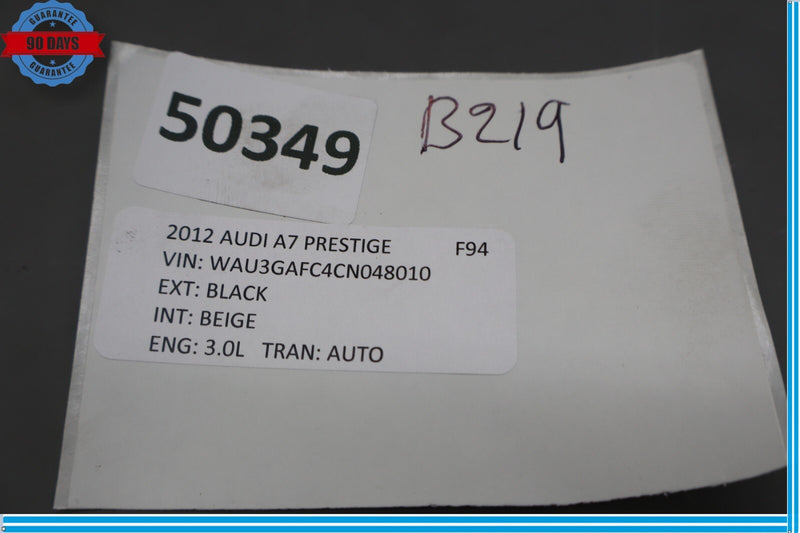 GUARANTEE
90 DAYS
GUARANTEE
50349
B219
2012 AUDI A7 PRESTIGE F94
VIN: WAU3GAFC4CN048010
EXT: BLACK
INT: BEIGE
ENG: 3.0L TRAN: AUTO